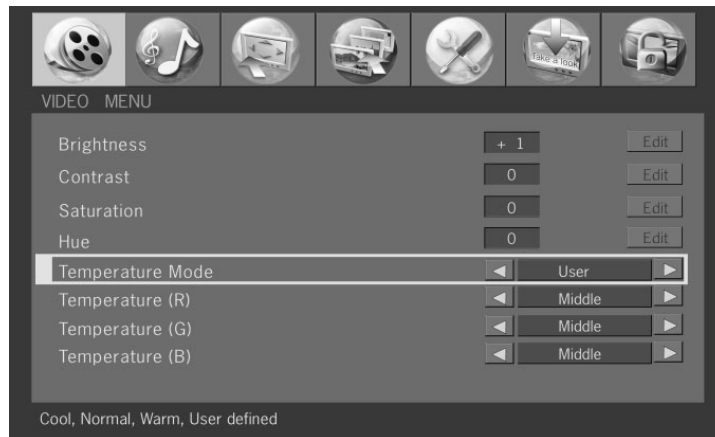 Take a look
VIDEO MENU
Brightness + 1 Edit
Contrast 0 Edit
Saturation 0 Edit
Hue 0 Edit
Temperature Mode User
Temperature (R) Middle
Temperature (G) Middle
Temperature (B) Middle
Cool, Normal, Warm, User defined